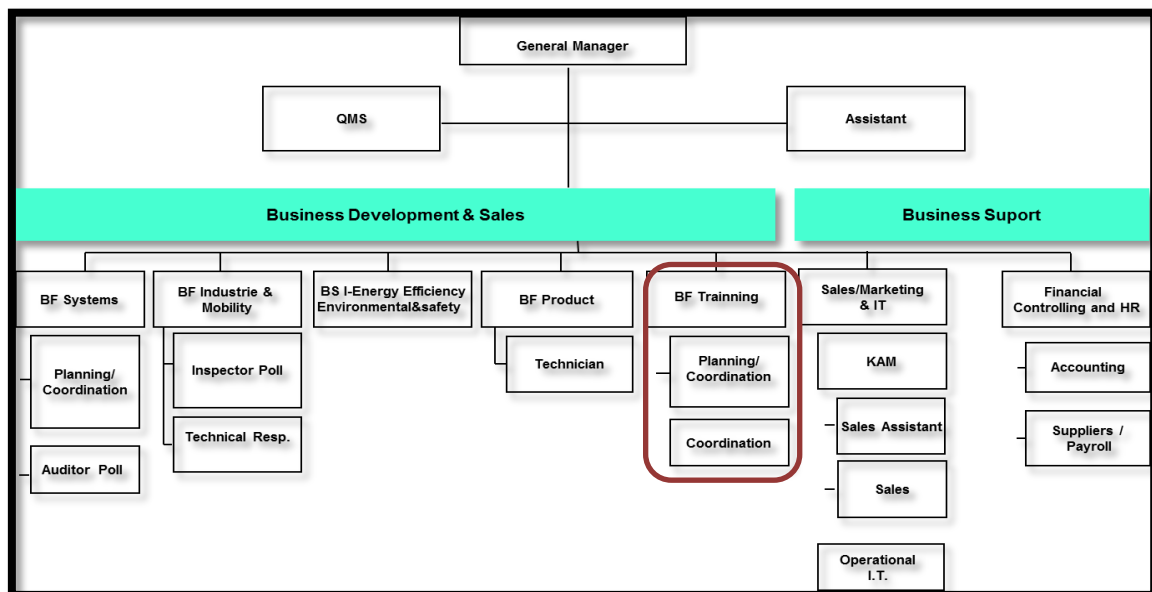 General Manager
QMS
Assistant
Business Development & Sales
Business Suport
BF Systems
BF Industrie &
Mobility
BS I-Energy Efficiency
Environmental&safety
BF Product
BF Trainning
Sales/Marketing
& IT
Financial
Controlling and HR
Planning/
Coordination
Inspector Poll
Technician
Planning/
Coordination
KAM
Accounting
Auditor Poll
Technical Resp.
Coordination
Sales Assistant
Suppliers /
Payroll
Sales
Operational
I.T.